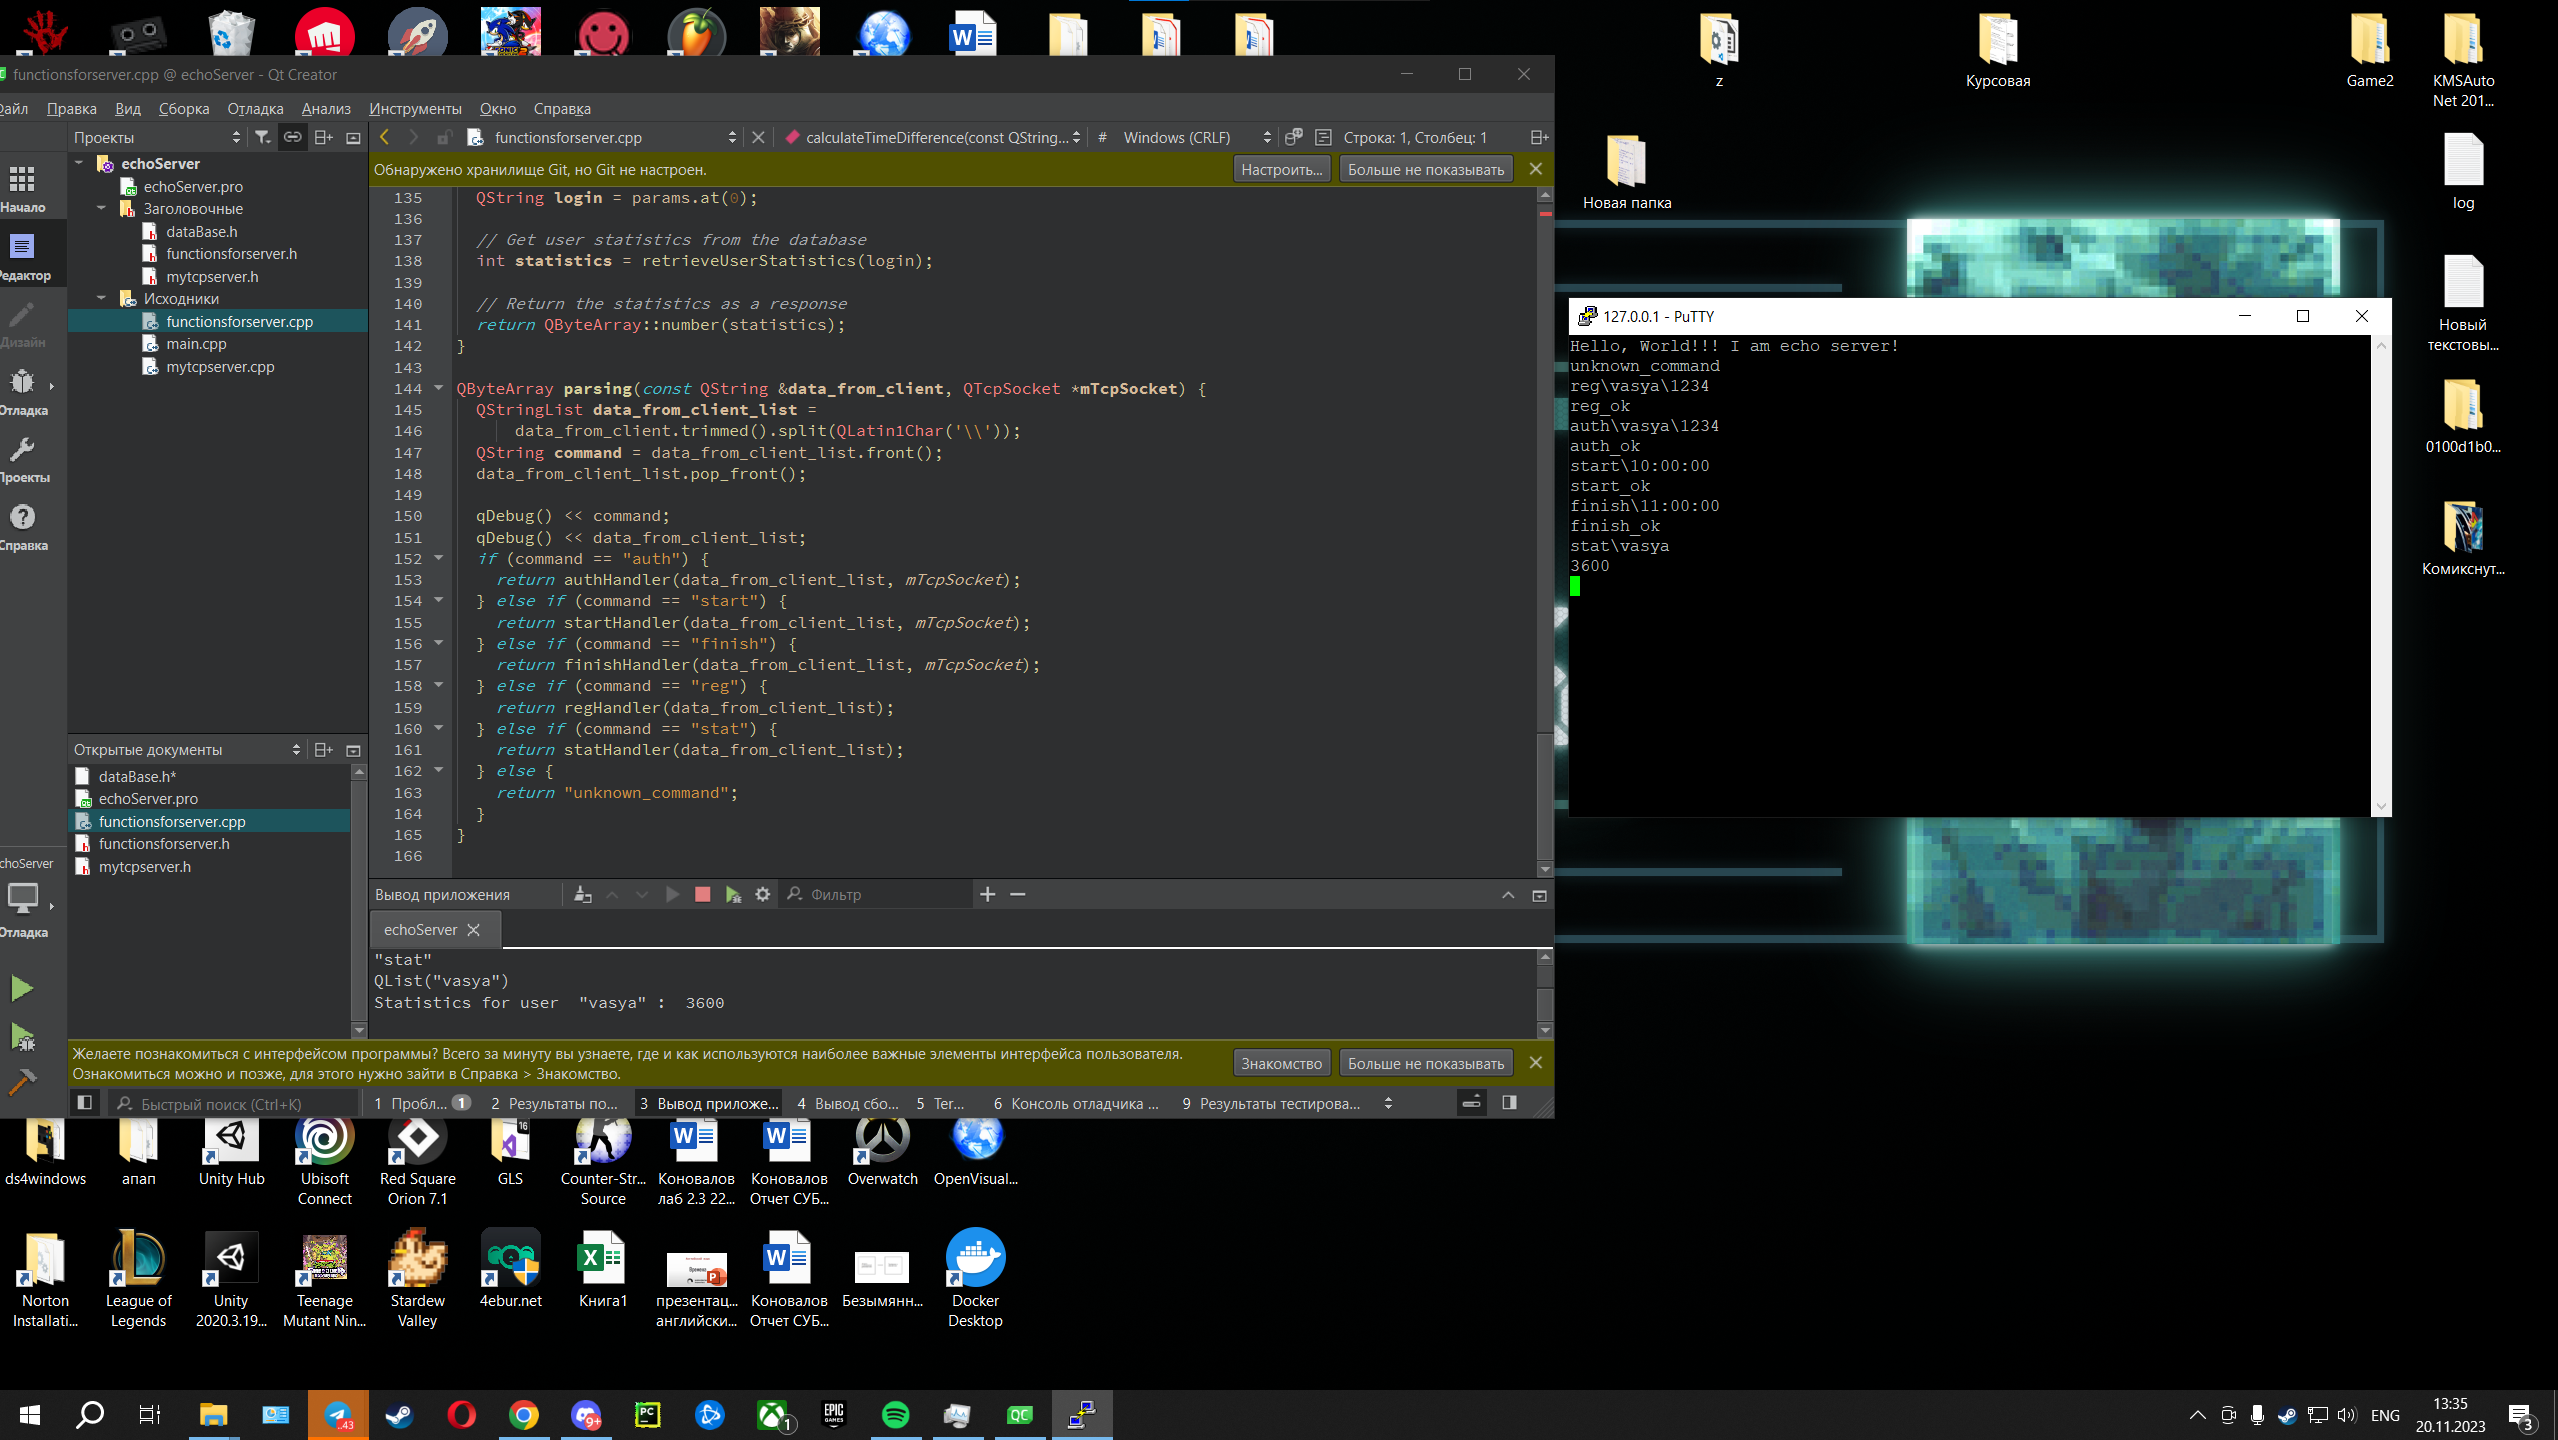 z
Курсовая
Game2
KMSAuto
Net 201...
Новая папка
log
Новый
текстовы...
0100d1b0...
Комикснут...
functionsforserver.cpp @ echoServer - Qt Creator
Правка Вид Сборка Отладка Анализ Инструменты Окно Справка
Проекты
functionsforserver.cpp
calculateTimeDifference(const QString...
# Windows (CRLF)
Строка: 1, Столбец: 1
Обнаружено хранилище Git, но Git не настроен.
Настроить...
Больше не показывать
Начало
Редактор
Дизайн
Отладка
Проекты
Справка
echoServer
echoServer.pro
Заголовочные
dataBase.h
functionsforserver.h
mytcpserver.h
Исходники
functionsforserver.cpp
main.cpp
mytcpserver.cpp
Открытые документы
dataBase.h*
echoServer.pro
functionsforserver.cpp
functionsforserver.h
mytcpserver.h
choServer
Отладка
135 QString login = params.at(0);
136
137 // Get user statistics from the database
138 int statistics = retrieveUserStatistics(login);
139
140 // Return the statistics as a response
141 return QByteArray::number(statistics);
142 }
143
144 QByteArray parsing(const QString &data_from_client, QTcpSocket *mTcpSocket) {
145 QStringList data_from_client_list =
146 data_from_client.trimmed().split(QLatin1Char('\\'));
147 QString command = data_from_client_list.front();
148 data_from_client_list.pop_front();
149
150 qDebug() << command;
151 qDebug() << data_from_client_list;
152 if (command == "auth") {
153 return authHandler(data_from_client_list, mTcpSocket);
154 } else if (command == "start") {
155 return startHandler(data_from_client_list, mTcpSocket);
156 } else if (command == "finish") {
157 return finishHandler(data_from_client_list, mTcpSocket);
158 } else if (command == "reg") {
159 return regHandler(data_from_client_list);
160 } else if (command == "stat") {
161 return statHandler(data_from_client_list);
162 } else {
163 return "unknown_command";
164 }
165 }
166
Вывод приложения
Фильтр
echoServer
"stat"
QList("vasya")
Statistics for user "vasya" : 3600
Желаете познакомиться с интерфейсом программы? Всего за минуту вы узнаете, где и как используются наиболее важные элементы интерфейса пользователя.
Ознакомиться можно и позже, для этого нужно зайти в Справка > Знакомство.
Знакомство
Больше не показывать
Быстрый поиск (Ctrl+K)
1 Пробл... 1
2 Результаты по...
3 Вывод приложе...
4 Вывод сбо...
5 Ter...
6 Консоль отладчика ...
9 Результаты тестирова...
127.0.0.1 - PuTTY
Hello, World!!! I am echo server!
unknown_command
reg\vasya\1234
reg_ok
auth\vasya\1234
auth_ok
start\10:00:00
start_ok
finish\11:00:00
finish_ok
stat\vasya
3600
ds4windows
апап
Unity Hub
Ubisoft
Connect
Red Square
Orion 7.1
GLS
Counter-Str...
Source
Коновалов
лаб 2.3 22...
Коновалов
Отчет СУБ...
Overwatch
OpenVisual...
Norton
Installati...
League of
Legends
Unity
2020.3.19...
Teenage
Mutant Nin...
Stardew
Valley
4ebur.net
Книга1
презентац...
английски...
Коновалов
Отчет СУБ...
Безымянн...
Docker
Desktop
ENG
13:35
20.11.2023
3